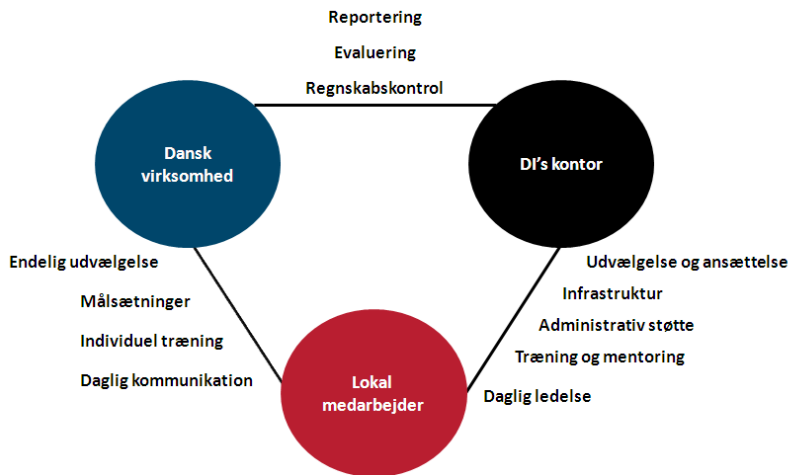 Reportering
Evaluering
Regnskabskontrol
Dansk
virksomhed
DI's kontor
Endelig udvælgelse
Målsætninger
Individuel træning
Daglig kommunikation
Udvælgelse og ansættelse
Infrastruktur
Administrativ støtte
Træning og mentoring
Daglig ledelse
Lokal
medarbejder